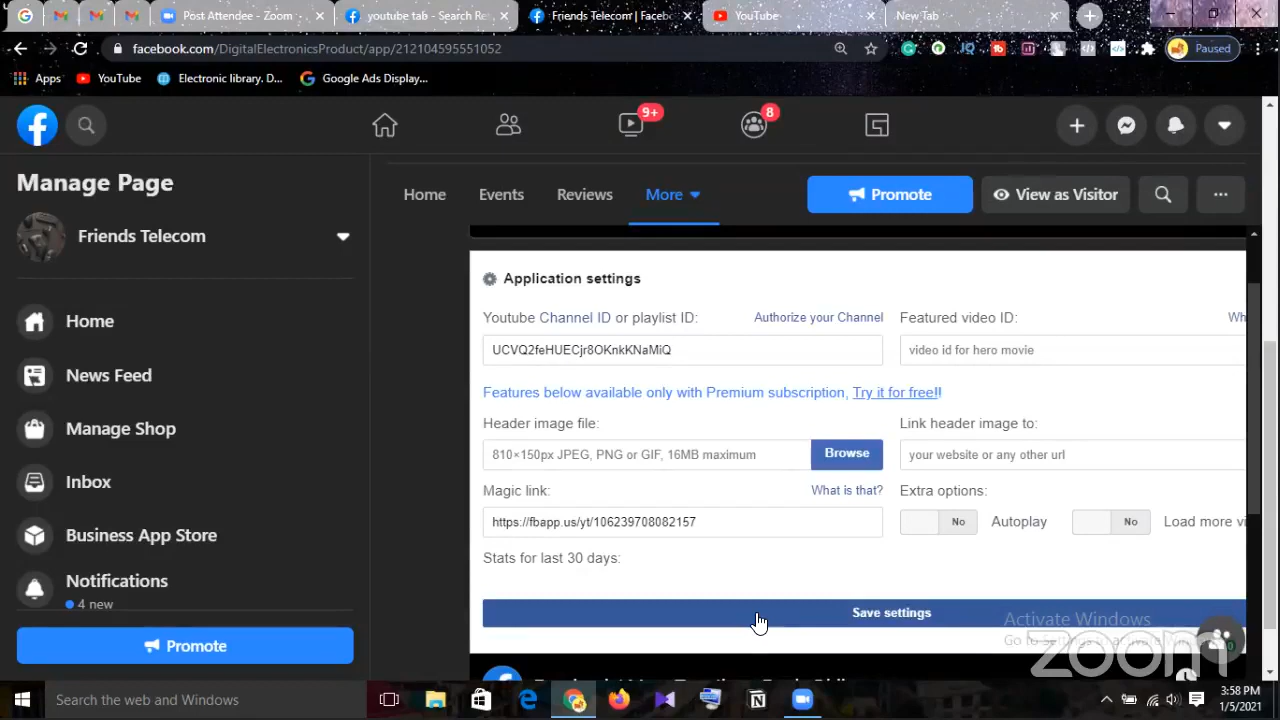 Post Attendee - Zoom
youtube tab - Search Re
Friends Telecom | Faceb
YouTube
New Tab
facebook.com/DigitalElectronicsProduct/app/212104595551052
Paused
Apps
YouTube
Electronic library. D...
Google Ads Display...
9+
8
Manage Page
Friends Telecom
Home
Events
Reviews
More
Promote
View as Visitor
Home
News Feed
Manage Shop
Inbox
Business App Store
Notifications
4 new
Promote
Application settings
Youtube Channel ID or playlist ID:
Authorize your Channel
Featured video ID:
Wh
UCVQ2feHUECjr8OKnkKNaMiQ
video id for hero movie
Features below available only with Premium subscription, Try it for free!!
Header image file:
Link header image to:
810×150px JPEG, PNG or GIF, 16MB maximum
Browse
your website or any other url
Magic link:
What is that?
Extra options:
https://fbapp.us/yt/106239708082157
No
Autoplay
No
Load more vi
Stats for last 30 days:
Save settings
Activate Windows
zoom
Search the web and Windows
3:58 PM
1/5/2021